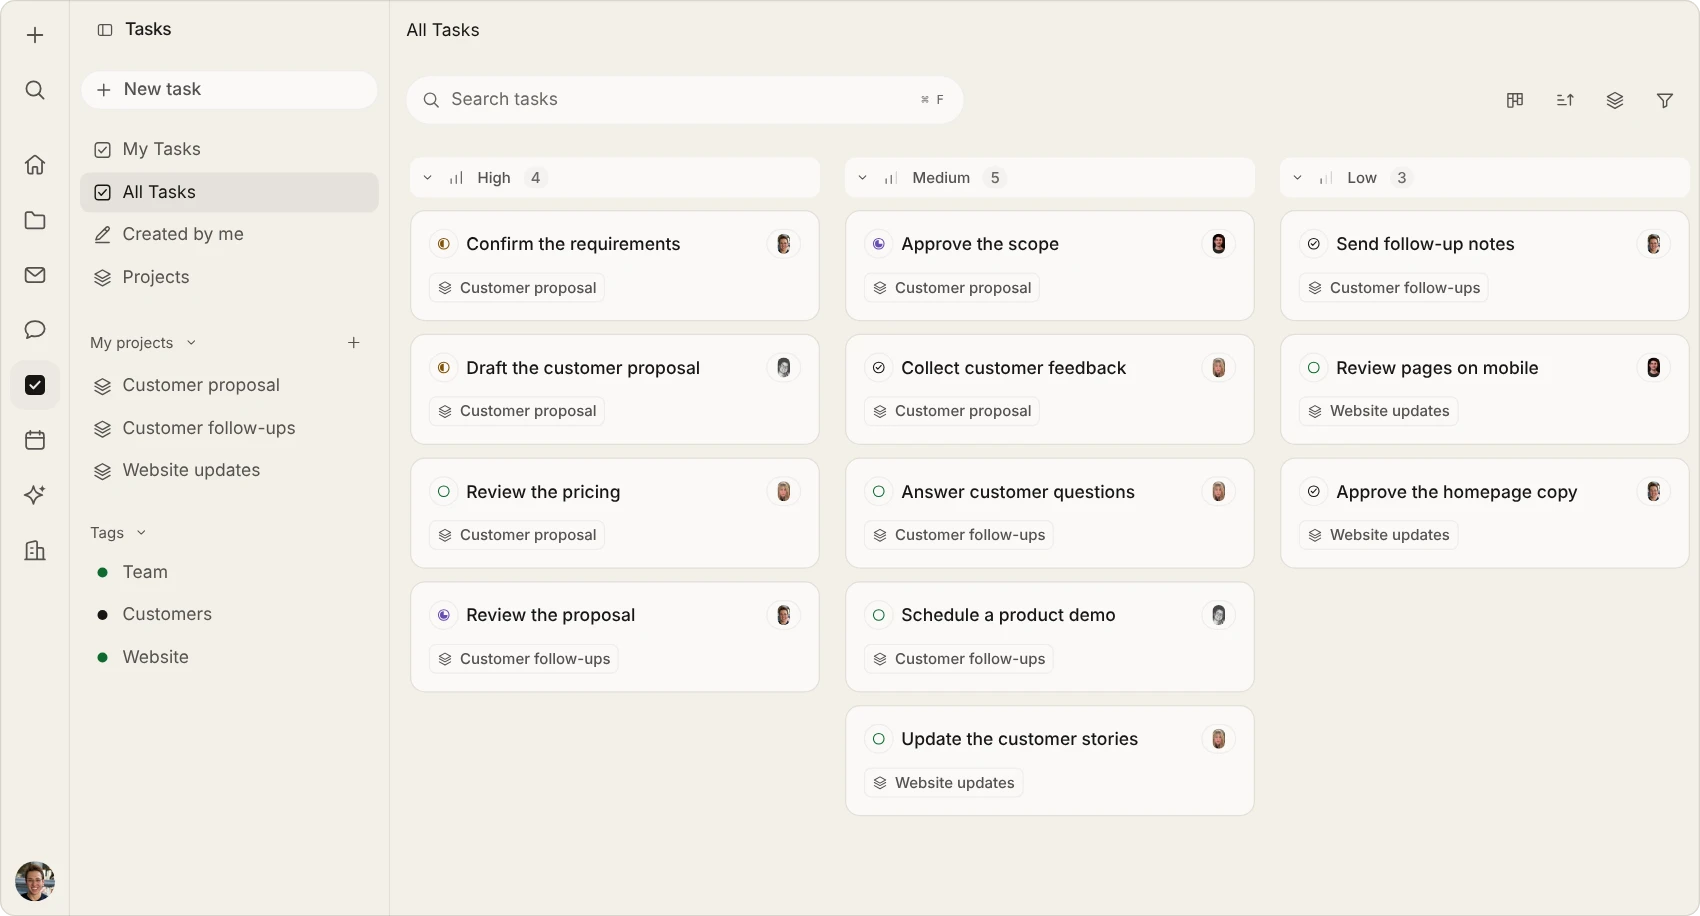 Tasks
New task
My Tasks
All Tasks
Created by me
Projects
My projects
Customer proposal
Customer follow-ups
Website updates
Tags
Team
Customers
Website
All Tasks
Search tasks ⌘ F
High 4
Confirm the requirements
Customer proposal
Draft the customer proposal
Customer proposal
Review the pricing
Customer proposal
Review the proposal
Customer follow-ups
Medium 5
Approve the scope
Customer proposal
Collect customer feedback
Customer proposal
Answer customer questions
Customer follow-ups
Schedule a product demo
Customer follow-ups
Update the customer stories
Website updates
Low 3
Send follow-up notes
Customer follow-ups
Review pages on mobile
Website updates
Approve the homepage copy
Website updates